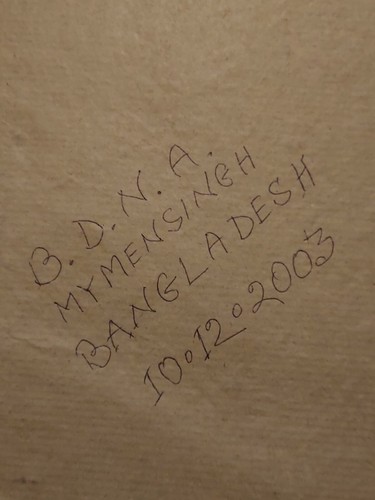 B.D.N.A.
MYMENSINGH
BANGLADESH
10.12.2003